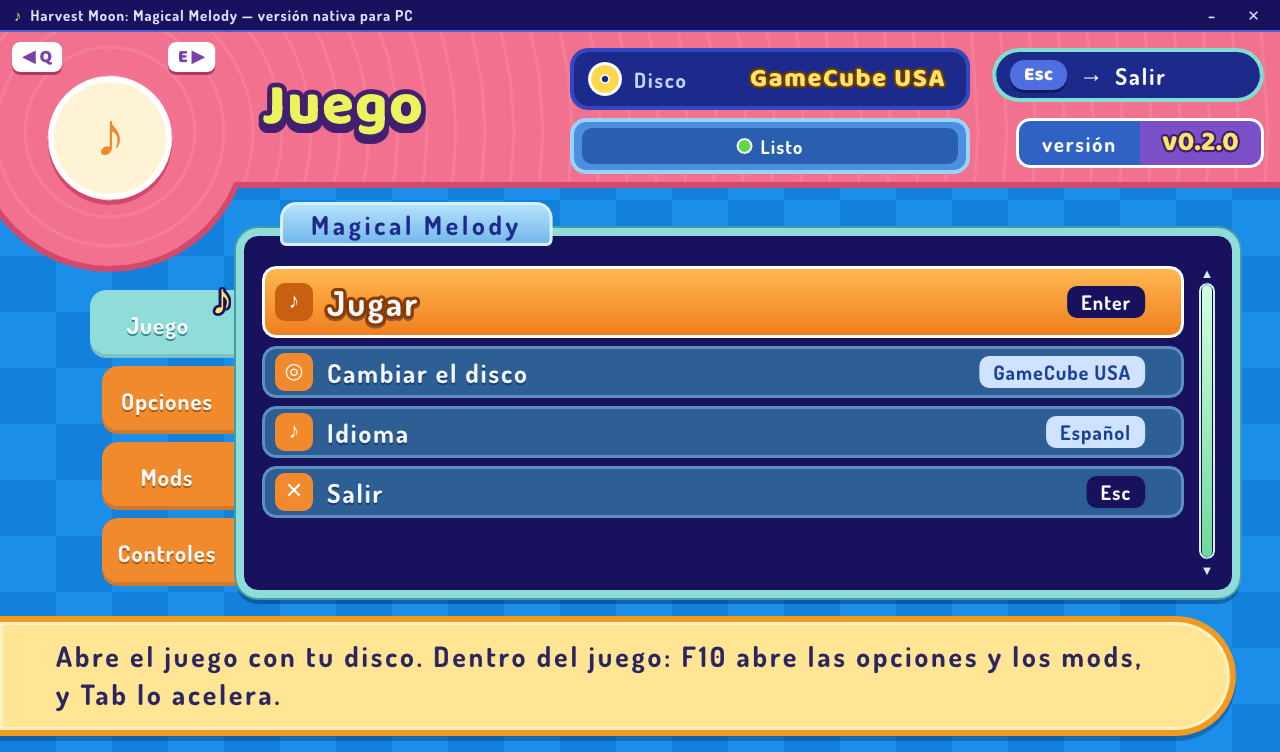 ♪ Harvest Moon: Magical Melody — versión nativa para PC
◀ Q
E ▶
Juego
Disco GameCube USA
Listo
Esc → Salir
versión v0.2.0
Magical Melody
Juego
Opciones
Mods
Controles
Jugar Enter
Cambiar el disco GameCube USA
Idioma Español
Salir Esc
Abre el juego con tu disco. Dentro del juego: F10 abre las opciones y los mods,
y Tab lo acelera.